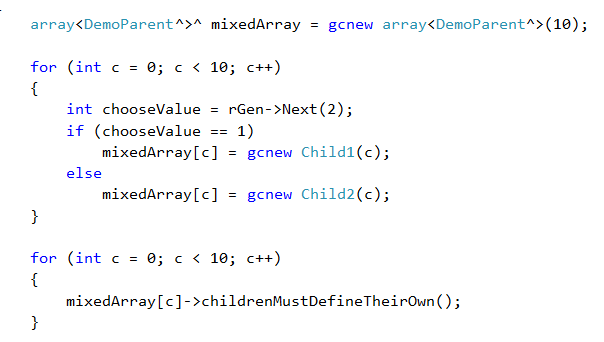 array<DemoParent^>^ mixedArray = gcnew array<DemoParent^>(10);
for (int c = 0; c < 10; c++)
{
int chooseValue = rGen->Next(2);
if (chooseValue == 1)
mixedArray[c] = gcnew Child1(c);
else
mixedArray[c] = gcnew Child2(c);
}
for (int c = 0; c < 10; c++)
{
mixedArray[c]->childrenMustDefineTheirOwn();
}